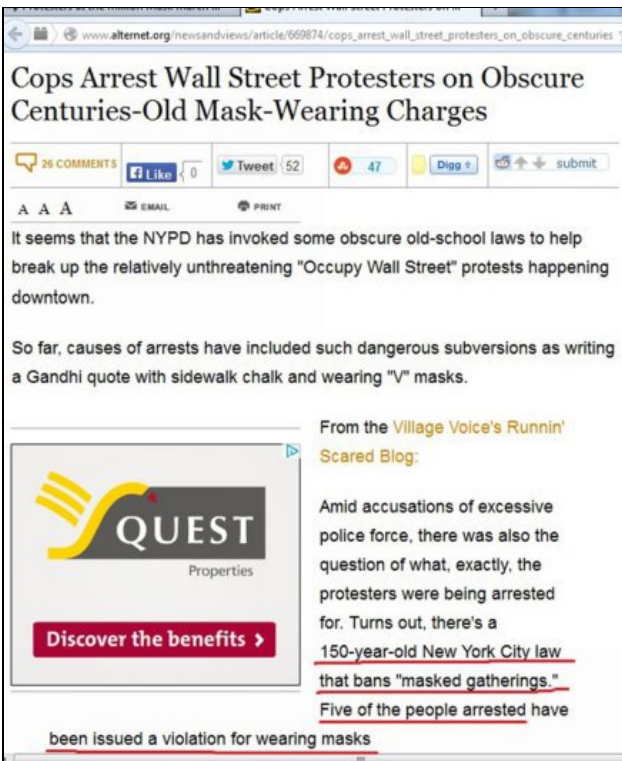 www.alternet.org/newsandviews/article/669874/cops_arrest_wall_street_protesters_on_obscure_centuries
Cops Arrest Wall Street Protesters on Obscure
Centuries-Old Mask-Wearing Charges
26 COMMENTS Like 0 Tweet 52 47 Digg submit
A A A EMAIL PRINT
It seems that the NYPD has invoked some obscure old-school laws to help
break up the relatively unthreatening "Occupy Wall Street" protests happening
downtown.
So far, causes of arrests have included such dangerous subversions as writing
a Gandhi quote with sidewalk chalk and wearing "V" masks.
QUEST
Properties
Discover the benefits
From the Village Voice's Runnin'
Scared Blog:
Amid accusations of excessive
police force, there was also the
question of what, exactly, the
protesters were being arrested
for. Turns out, there's a
150-year-old New York City law
that bans "masked gatherings."
Five of the people arrested have
been issued a violation for wearing masks